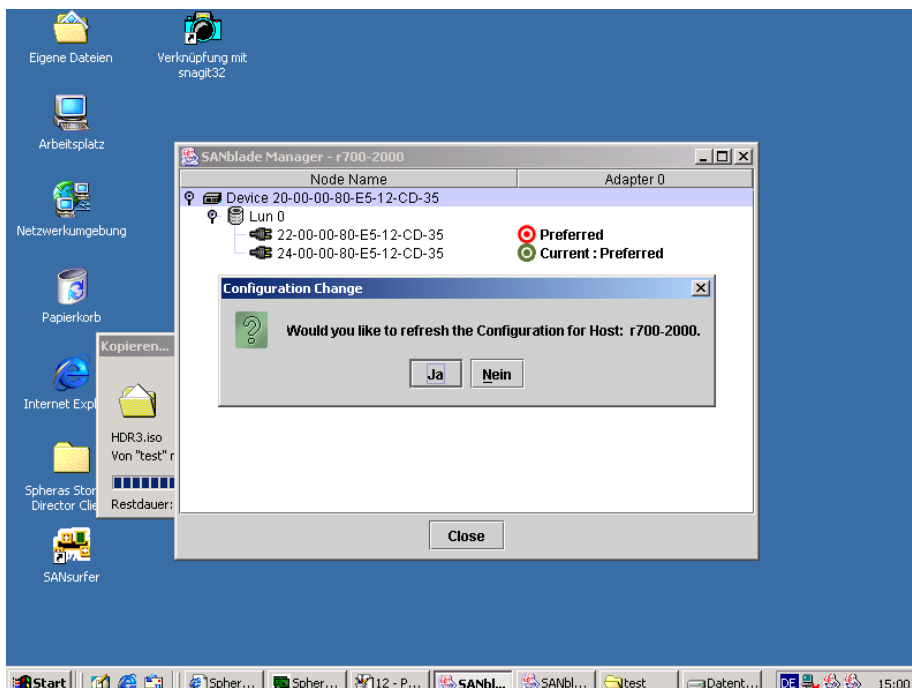 Eigene Dateien
Verknüpfung mit
snagit32
Arbeitsplatz
Netzwerkumgebung
Papierkorb
Internet Expl
Spheras Stor
Director Clie
SANsurfer
Kopieren...
HDR3.iso
Von "test" n
Restdauer:
SANblade Manager - r700-2000
Node Name
Adapter 0
Device 20-00-00-80-E5-12-CD-35
Lun 0
22-00-00-80-E5-12-CD-35
Preferred
24-00-00-80-E5-12-CD-35
Current : Preferred
Configuration Change
Would you like to refresh the Configuration for Host: r700-2000.
Ja
Nein
Close
Start
Spher...
Spher...
12 - P...
SANbl...
SANbl...
test
Datent...
DE
15:00